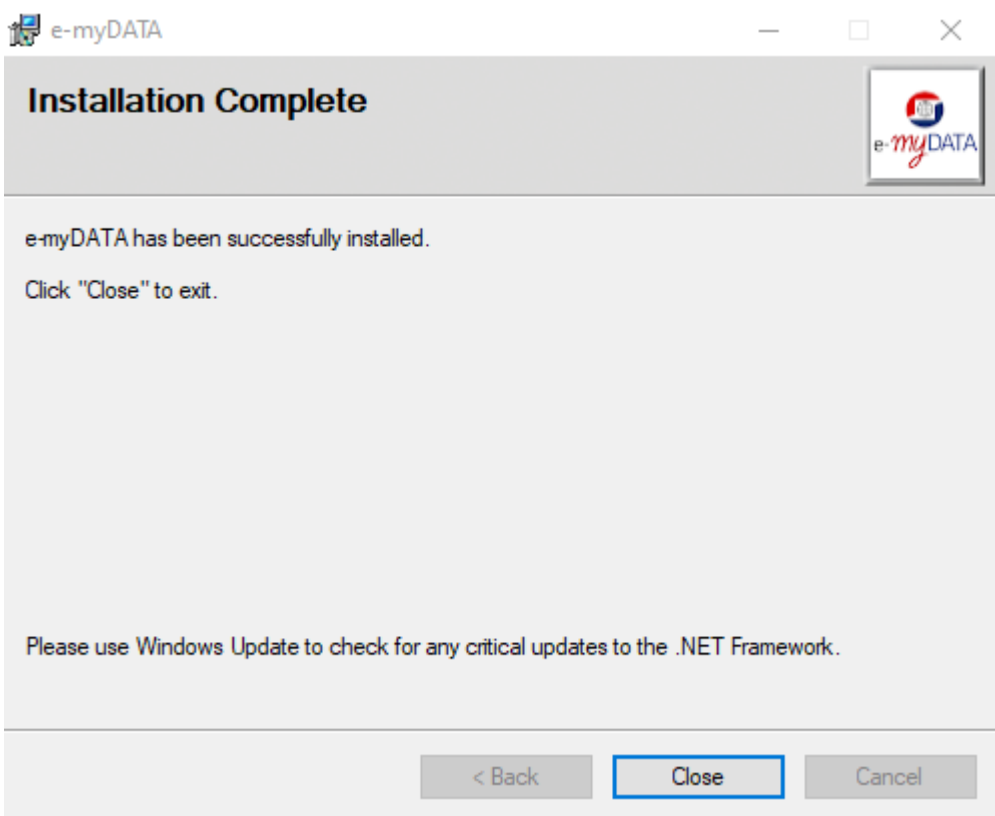 e-myDATA
Installation Complete
e-myDATA
e-myDATA has been successfully installed.
Click "Close" to exit.
Please use Windows Update to check for any critical updates to the .NET Framework.
< Back
Close
Cancel